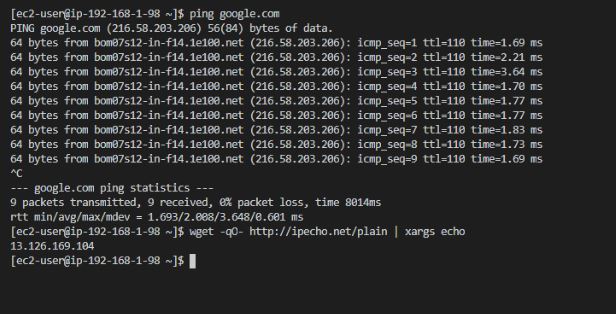 [ec2-user@ip-192-168-1-98 ~]$ ping google.com
PING google.com (216.58.203.206) 56(84) bytes of data.
64 bytes from bom07s12-in-f14.1e100.net (216.58.203.206): icmp_seq=1 ttl=110 time=1.69 ms
64 bytes from bom07s12-in-f14.1e100.net (216.58.203.206): icmp_seq=2 ttl=110 time=2.21 ms
64 bytes from bom07s12-in-f14.1e100.net (216.58.203.206): icmp_seq=3 ttl=110 time=3.64 ms
64 bytes from bom07s12-in-f14.1e100.net (216.58.203.206): icmp_seq=4 ttl=110 time=1.70 ms
64 bytes from bom07s12-in-f14.1e100.net (216.58.203.206): icmp_seq=5 ttl=110 time=1.77 ms
64 bytes from bom07s12-in-f14.1e100.net (216.58.203.206): icmp_seq=6 ttl=110 time=1.77 ms
64 bytes from bom07s12-in-f14.1e100.net (216.58.203.206): icmp_seq=7 ttl=110 time=1.83 ms
64 bytes from bom07s12-in-f14.1e100.net (216.58.203.206): icmp_seq=8 ttl=110 time=1.73 ms
64 bytes from bom07s12-in-f14.1e100.net (216.58.203.206): icmp_seq=9 ttl=110 time=1.69 ms
^C
--- google.com ping statistics ---
9 packets transmitted, 9 received, 0% packet loss, time 8014ms
rtt min/avg/max/mdev = 1.693/2.008/3.648/0.601 ms
[ec2-user@ip-192-168-1-98 ~]$ wget -qO- http://ipecho.net/plain | xargs echo
13.126.169.104
[ec2-user@ip-192-168-1-98 ~]$